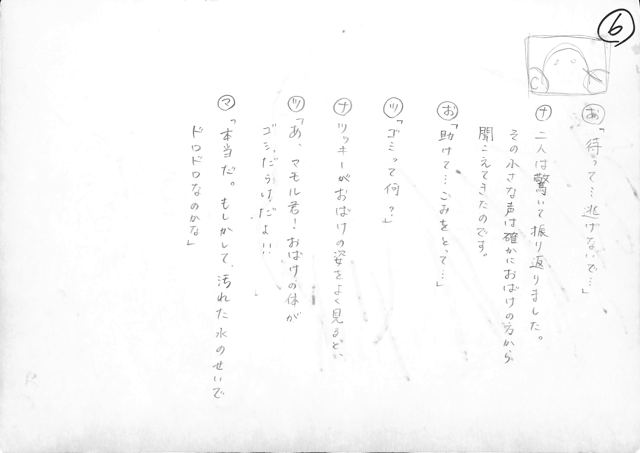 6
お「待って…逃げないで…」
ナ 二人は驚いて振り返りました。
その小さな声は確かにおばけの方から
聞こえてきたのです。
お「助けて…ごみをとって…」
ツ「ゴミって何？」
ナ ツッキーがおばけの姿をよく見ると、
ツ「あ、マモル君！おばけの体が
ゴミだらけだよ!!
マ「本当だ。もしかして、汚れた水のせいで
ドロドロなのかな」